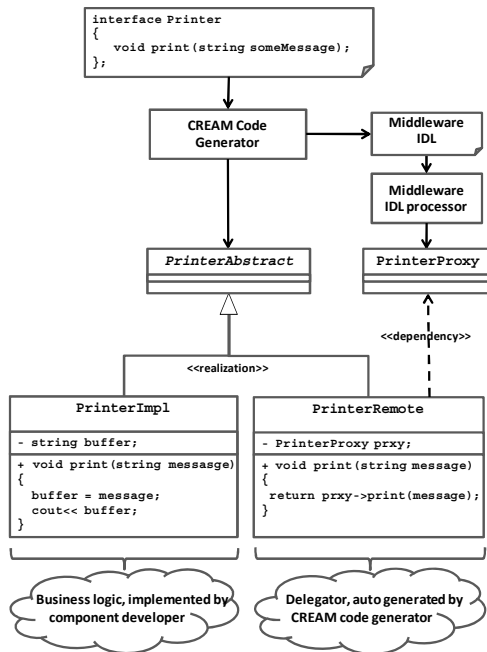 interface Printer
{
void print(string someMessage);
};
CREAM Code
Generator
Middleware
IDL
Middleware
IDL processor
PrinterAbstract
PrinterProxy
<<dependency>>
<<realization>>
PrinterImpl
- string buffer;
+ void print(string messasge)
{
buffer = message;
cout<< buffer;
}
PrinterRemote
- PrinterProxy prxy;
+ void print(string message)
{
return prxy->print(message);
}
Business logic, implemented by
component developer
Delegator, auto generated by
CREAM code generator